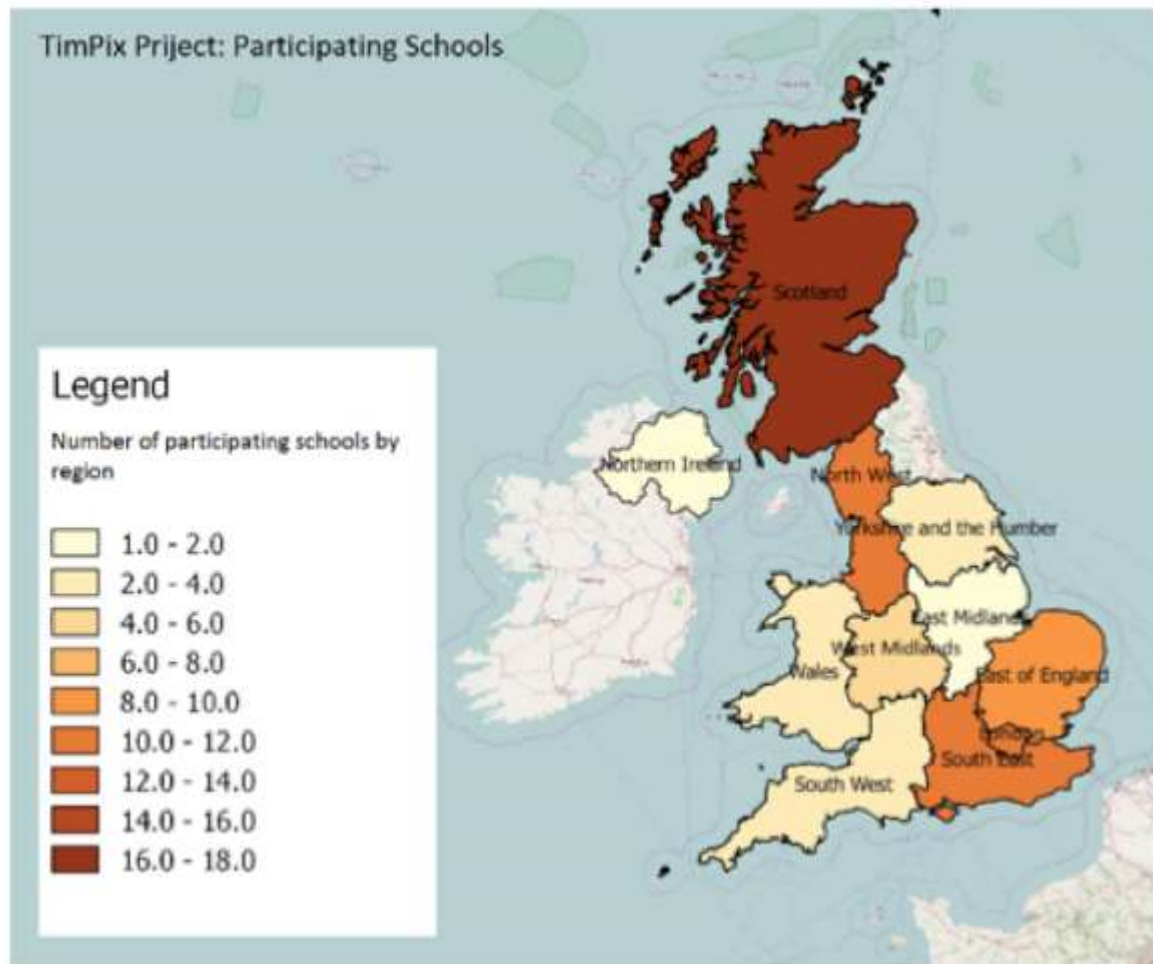 TimPix Priject: Participating Schools
Scotland
Legend
Number of participating schools by
region
Northern Ireland
North West
Yorkshire and the Humber
1.0 - 2.0
2.0 - 4.0
4.0 - 6.0
6.0 - 8.0
8.0 - 10.0
10.0 - 12.0
12.0 - 14.0
14.0 - 16.0
16.0 - 18.0
East Midlands
West Midlands
Wales
East of England
London
South East
South West